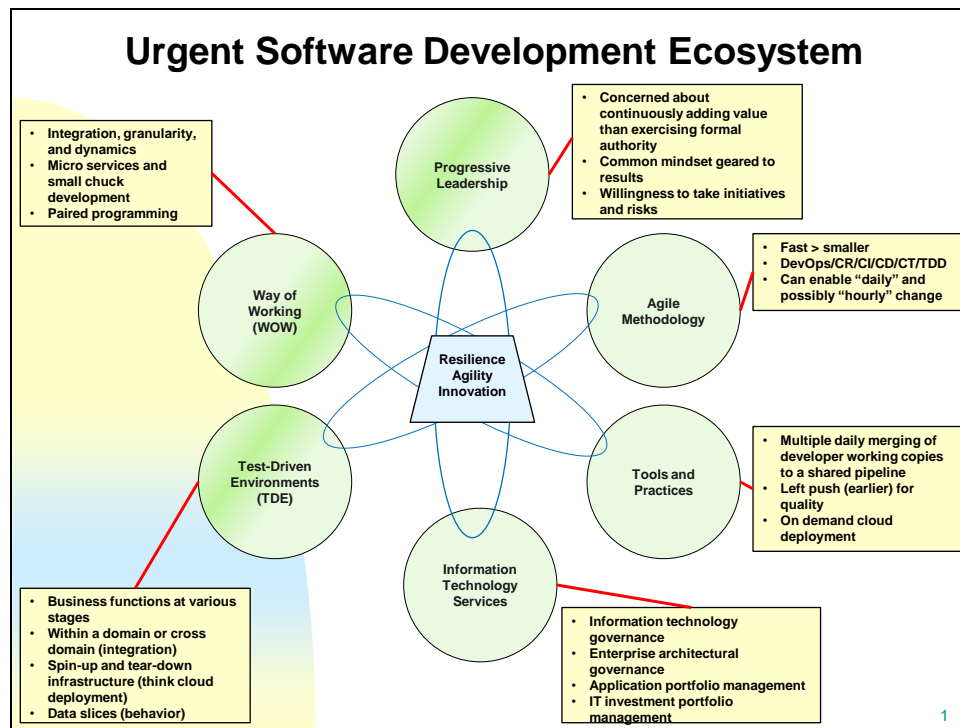 Urgent Software Development Ecosystem
• Integration, granularity,
and dynamics
• Micro services and
small chuck
development
• Paired programming
Progressive
Leadership
• Concerned about
continuously adding value
than exercising formal
authority
• Common mindset geared to
results
• Willingness to take initiatives
and risks
Way of
Working
(WOW)
Agile
Methodology
• Fast > smaller
• DevOps/CR/CI/CD/CT/TDD
• Can enable “daily” and
possibly “hourly” change
Resilience
Agility
Innovation
Test-Driven
Environments
(TDE)
Tools and
Practices
• Multiple daily merging of
developer working copies
to a shared pipeline
• Left push (earlier) for
quality
• On demand cloud
deployment
Information
Technology
Services
• Business functions at various
stages
• Within a domain or cross
domain (integration)
• Spin-up and tear-down
infrastructure (think cloud
deployment)
• Data slices (behavior)
• Information technology
governance
• Enterprise architectural
governance
• Application portfolio management
• IT investment portfolio
management
1